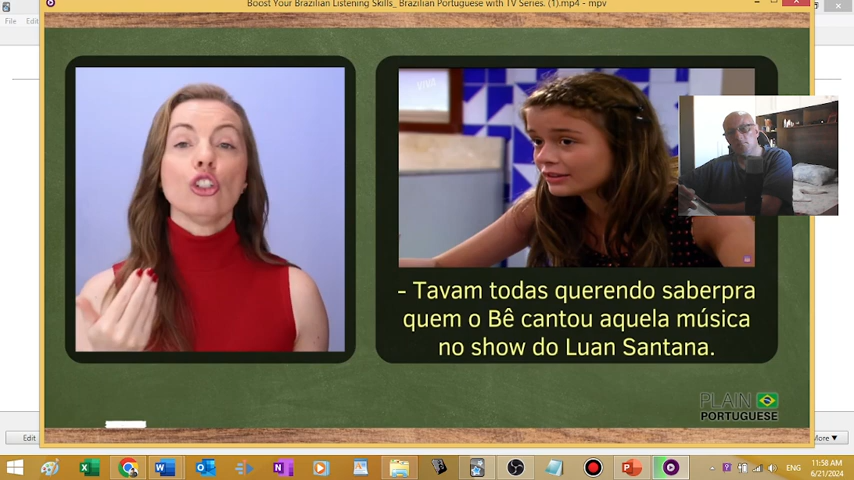 Boost Your Brazilian Listening Skills_ Brazilian Portuguese with TV Series. (1).mp4 - mpv
File
Edi
VIVA
- Tavam todas querendo saberpra
quem o Bê cantou aquela música
no show do Luan Santana.
PLAIN
PORTUGUESE
Edit
More
ENG
11:58 AM
6/21/2024